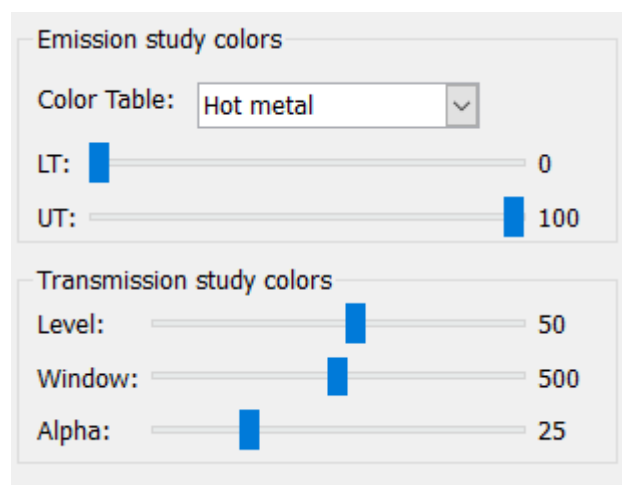 Emission study colors
Color Table: Hot metal
LT: 0
UT: 100
Transmission study colors
Level: 50
Window: 500
Alpha: 25